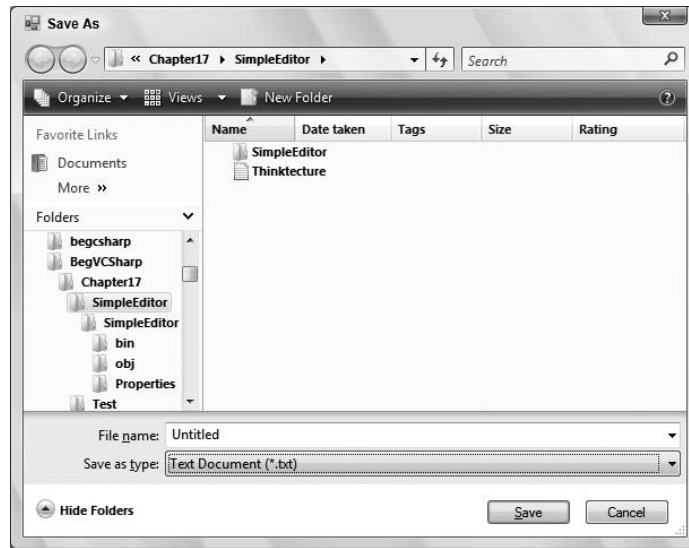 Save As
« Chapter17 ▸ SimpleEditor ▸ Search
Organize Views New Folder
Favorite Links
Documents
More »
Folders
begcsharp
BegVCSharp
Chapter17
SimpleEditor
SimpleEditor
bin
obj
Properties
Test
Name Date taken Tags Size Rating
SimpleEditor
Thinktecture
File name: Untitled
Save as type: Text Document (*.txt)
Hide Folders Save Cancel